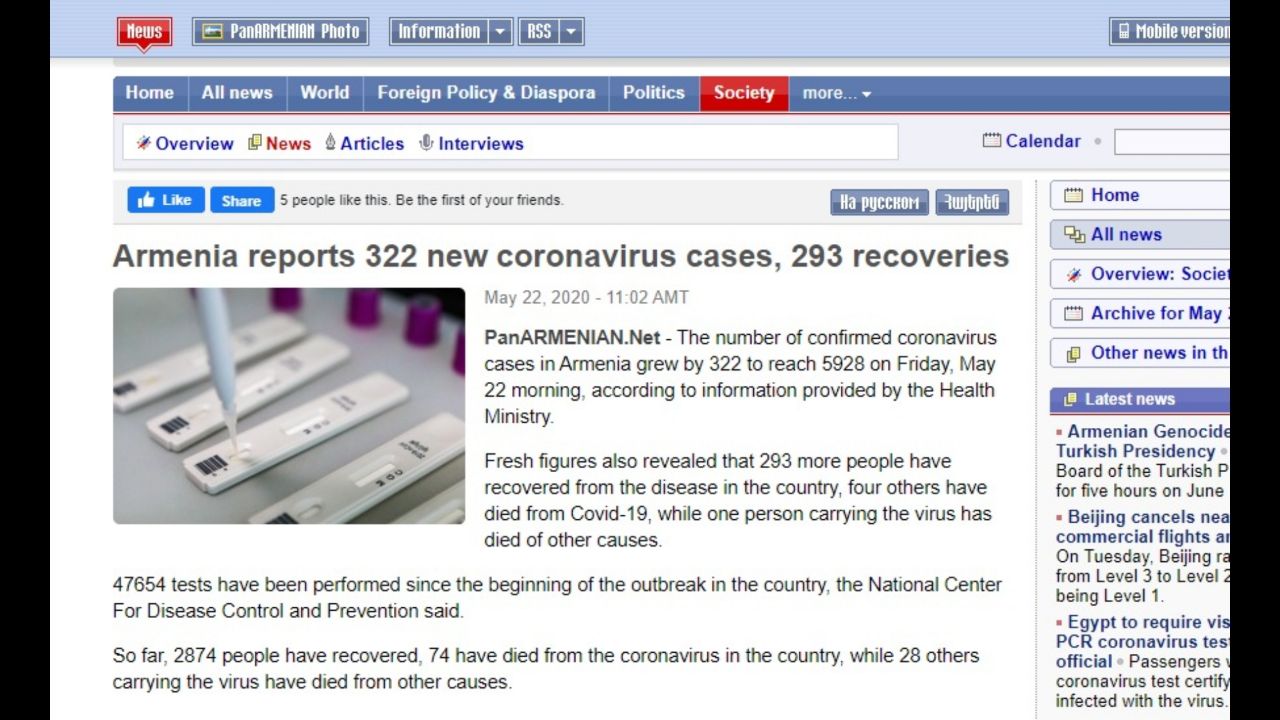 News
PanARMENIAN Photo
Information
RSS
Mobile version
Home
All news
World
Foreign Policy & Diaspora
Politics
Society
more...
Overview
News
Articles
Interviews
Calendar
Like
Share
5 people like this. Be the first of your friends.
На русском
Հայերեն
Armenia reports 322 new coronavirus cases, 293 recoveries
May 22, 2020 - 11:02 AMT
PanARMENIAN.Net - The number of confirmed coronavirus
cases in Armenia grew by 322 to reach 5928 on Friday, May
22 morning, according to information provided by the Health
Ministry.
Fresh figures also revealed that 293 more people have
recovered from the disease in the country, four others have
died from Covid-19, while one person carrying the virus has
died of other causes.
47654 tests have been performed since the beginning of the outbreak in the country, the National Center
For Disease Control and Prevention said.
So far, 2874 people have recovered, 74 have died from the coronavirus in the country, while 28 others
carrying the virus have died from other causes.
Home
All news
Overview: Societ
Archive for May
Other news in th
Latest news
Armenian Genocide
Turkish Presidency
Board of the Turkish P
for five hours on June
Beijing cancels nea
commercial flights a
On Tuesday, Beijing ra
from Level 3 to Level 2
being Level 1.
Egypt to require vis
PCR coronavirus tes
official • Passengers
coronavirus test certify
infected with the virus.